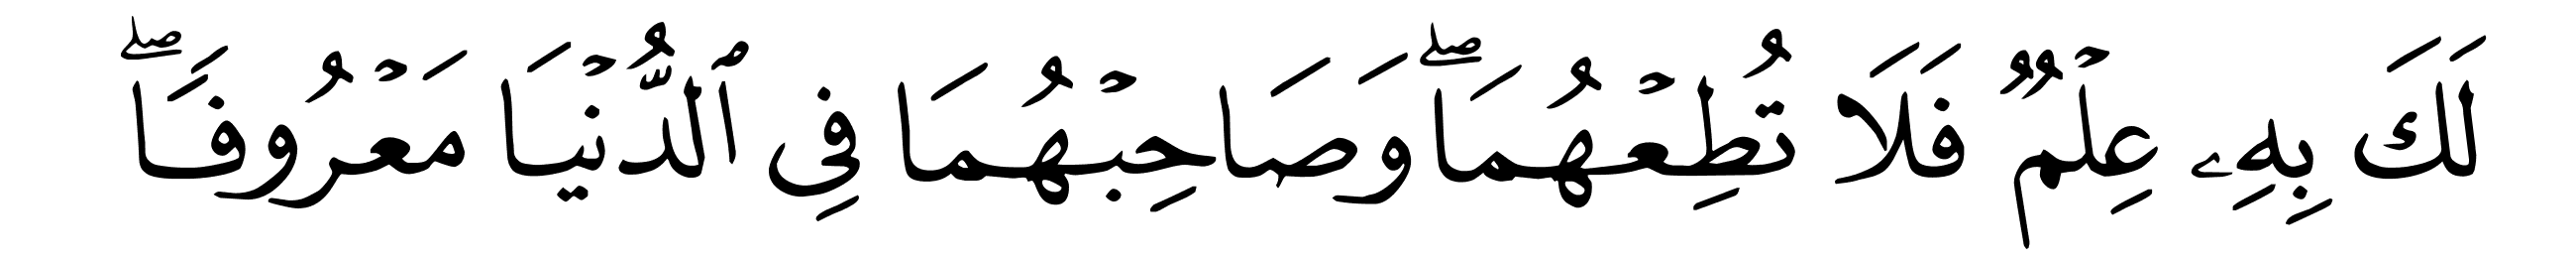 لَكَ بِهِۦ عِلْمٌ فَلَا تُطِعْهُمَاۖ وَصَاحِبْهُمَا فِى ٱلدُّنْيَا مَعْرُوفًاۖ